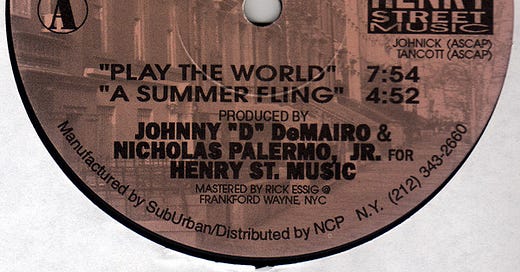 A
HENRY
STREET
MUSIC
JOHNICK (ASCAP)
TANCOTT (ASCAP)
"PLAY THE WORLD" 7:54
"A SUMMER FLING" 4:52
PRODUCED BY
JOHNNY "D" DeMAIRO &
NICHOLAS PALERMO, JR. FOR
HENRY ST. MUSIC
MASTERED BY RICK ESSIG @
FRANKFORD WAYNE, NYC
Manufactured by SubUrban/Distributed by NCP N.Y. (212) 343-2660